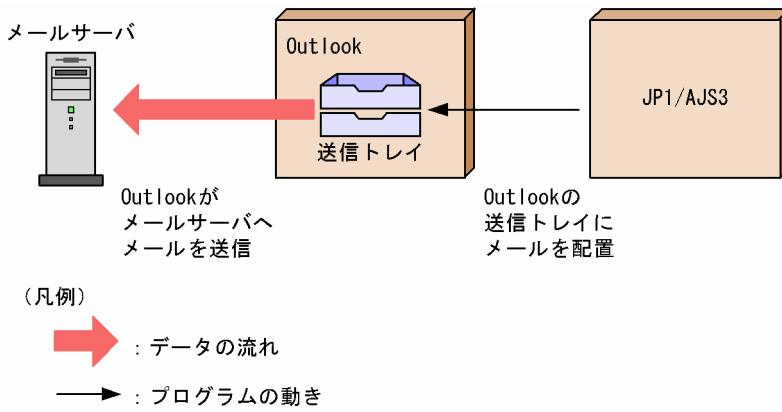 メールサーバ
Outlook
JP1/AJS3
送信トレイ
Outlookが
メールサーバへ
メールを送信
Outlookの
送信トレイに
メールを配置
（凡例）
：データの流れ
：プログラムの動き